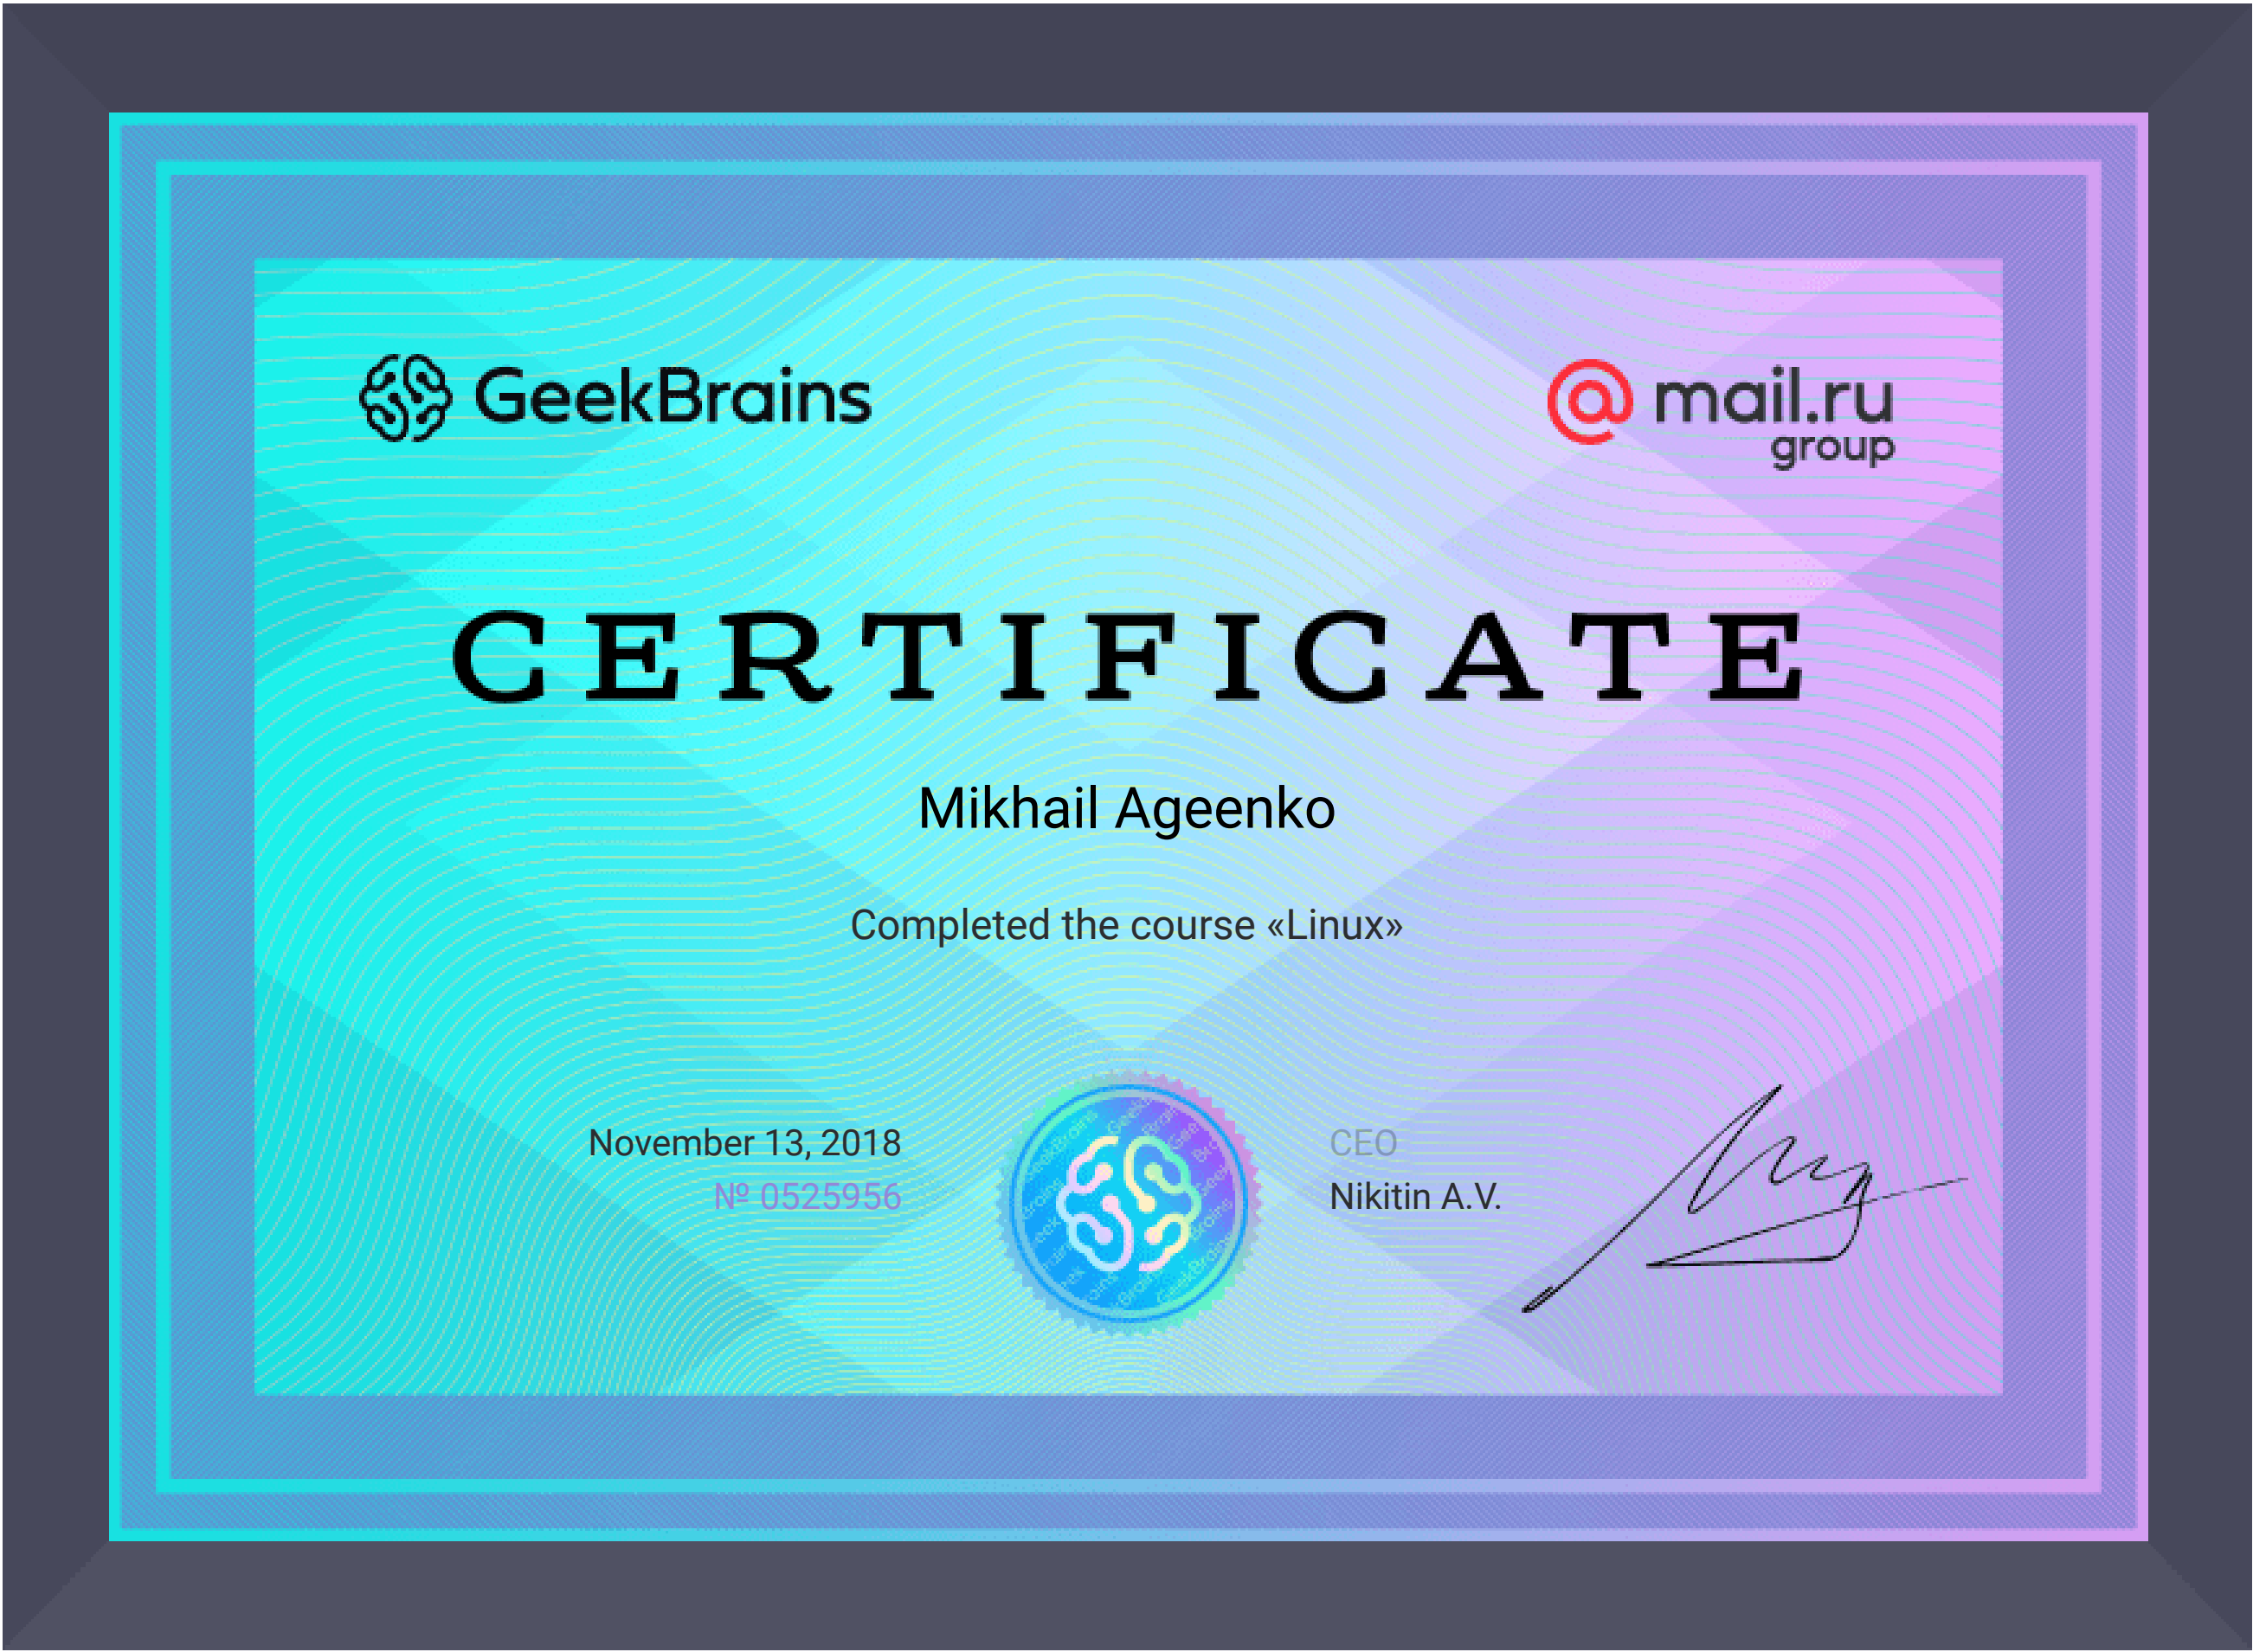 GeekBrains
@ mail.ru
group
CERTIFICATE
Mikhail Ageenko
Completed the course «Linux»
November 13, 2018
№ 0525956
CEO
Nikitin A.V.